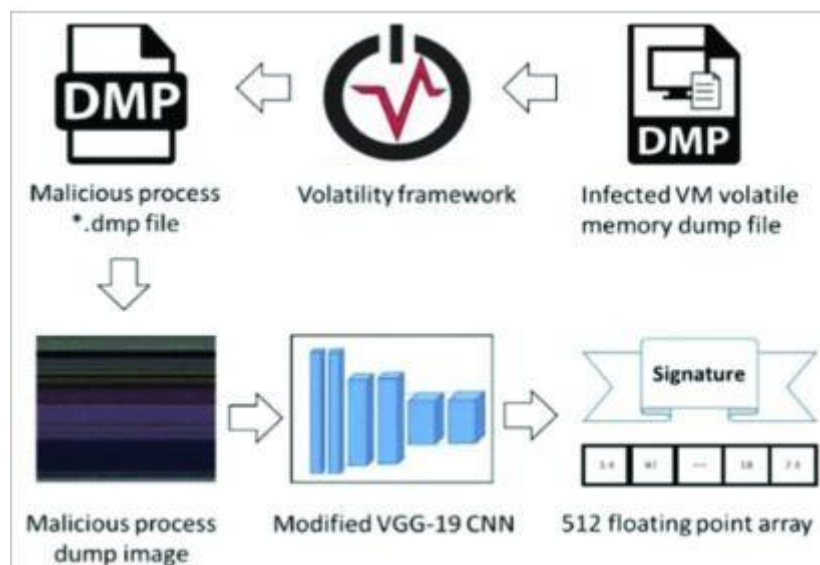 DMP
DMP
Malicious process
*.dmp file
Volatility framework
Infected VM volatile
memory dump file
Signature
Malicious process
dump image
Modified VGG-19 CNN
512 floating point array